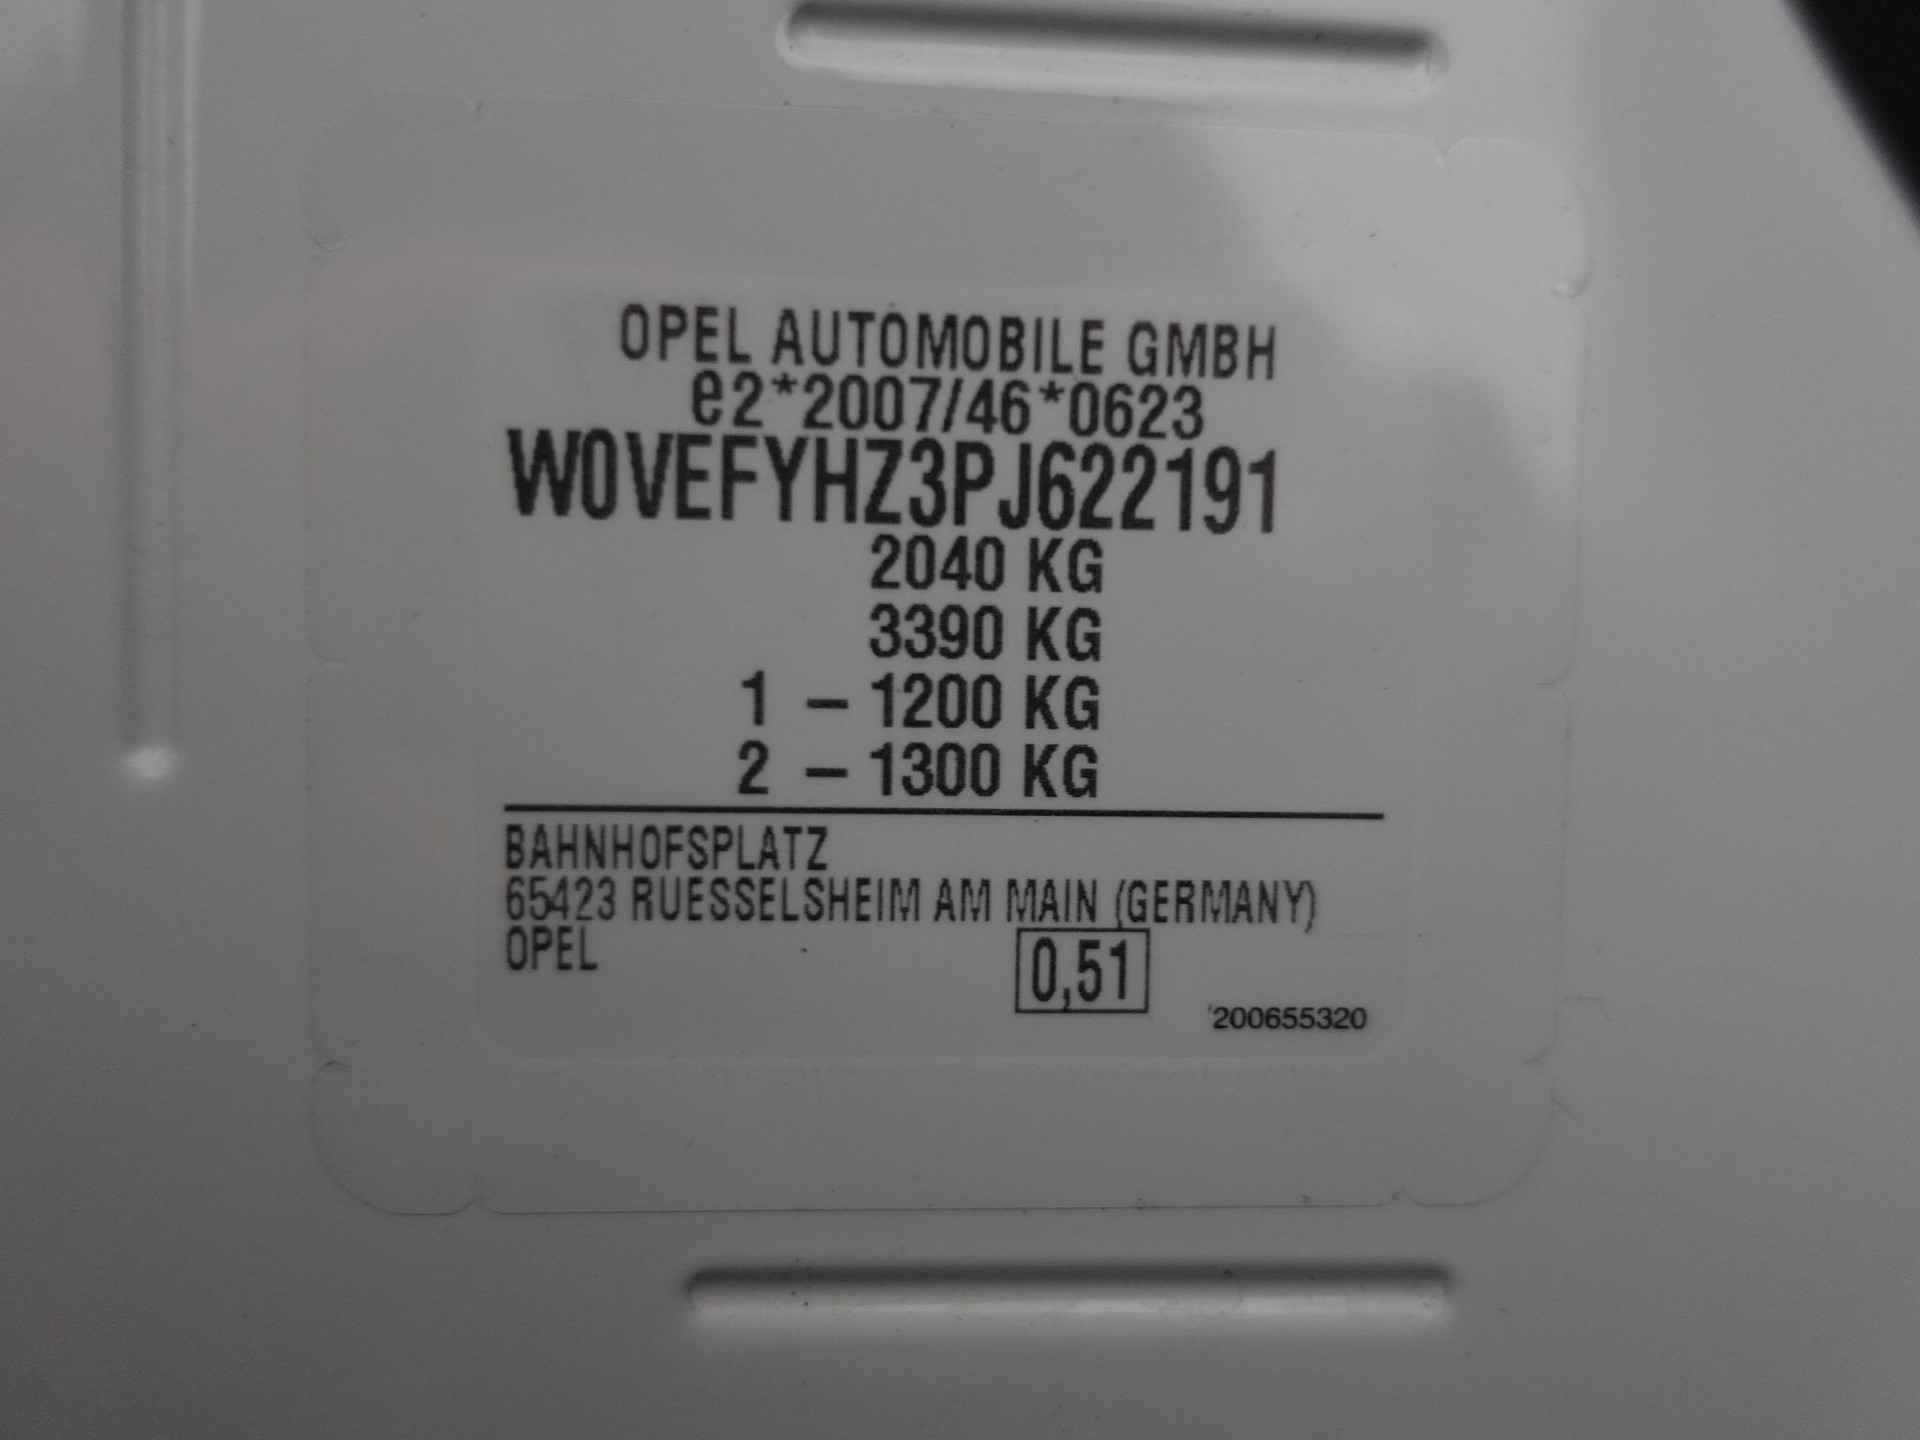 OPEL AUTOMOBILE GMBH
e2*2007/46*0623
W0VEFYHZ3PJ622191
2040 KG
3390 KG
1 – 1200 KG
2 – 1300 KG
BAHNHOFSPLATZ
65423 RUESSELSHEIM AM MAIN (GERMANY)
OPEL
0,51
200655320